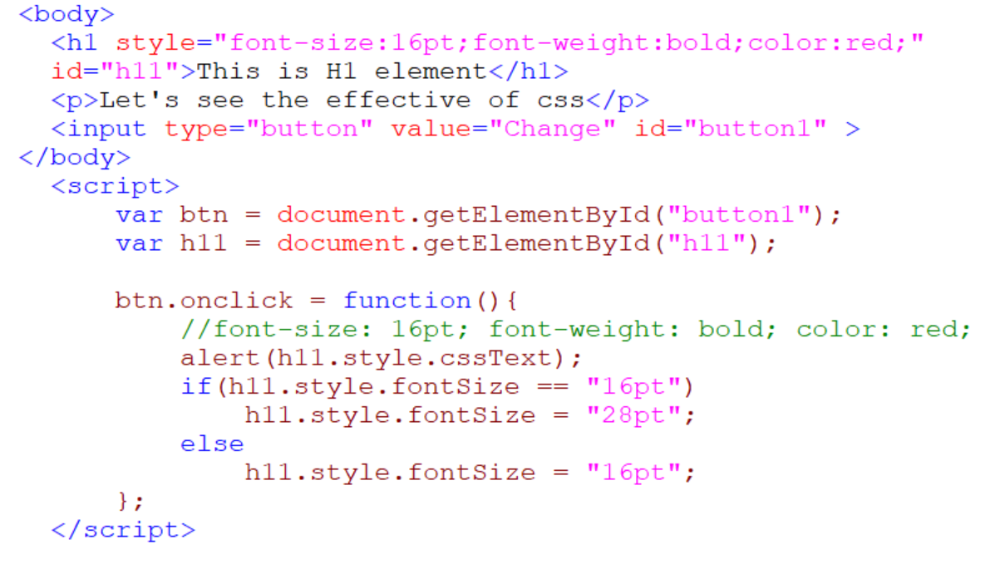 <body>
<h1 style="font-size:16pt;font-weight:bold;color:red;"
id="h11">This is H1 element</h1>
<p>Let's see the effective of css</p>
<input type="button" value="Change" id="button1" >
</body>
<script>
var btn = document.getElementById("button1");
var h11 = document.getElementById("h11");
btn.onclick = function(){
//font-size: 16pt; font-weight: bold; color: red;
alert(h11.style.cssText);
if(h11.style.fontSize == "16pt")
h11.style.fontSize = "28pt";
else
h11.style.fontSize = "16pt";
};
</script>